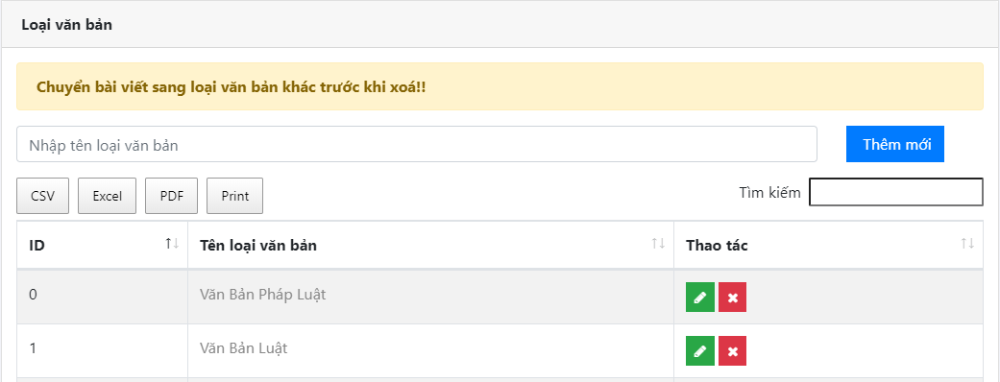 Loại văn bản
Chuyển bài viết sang loại văn bản khác trước khi xoá!!
Nhập tên loại văn bản
Thêm mới
CSV Excel PDF Print Tìm kiếm
ID Tên loại văn bản Thao tác
0 Văn Bản Pháp Luật
1 Văn Bản Luật